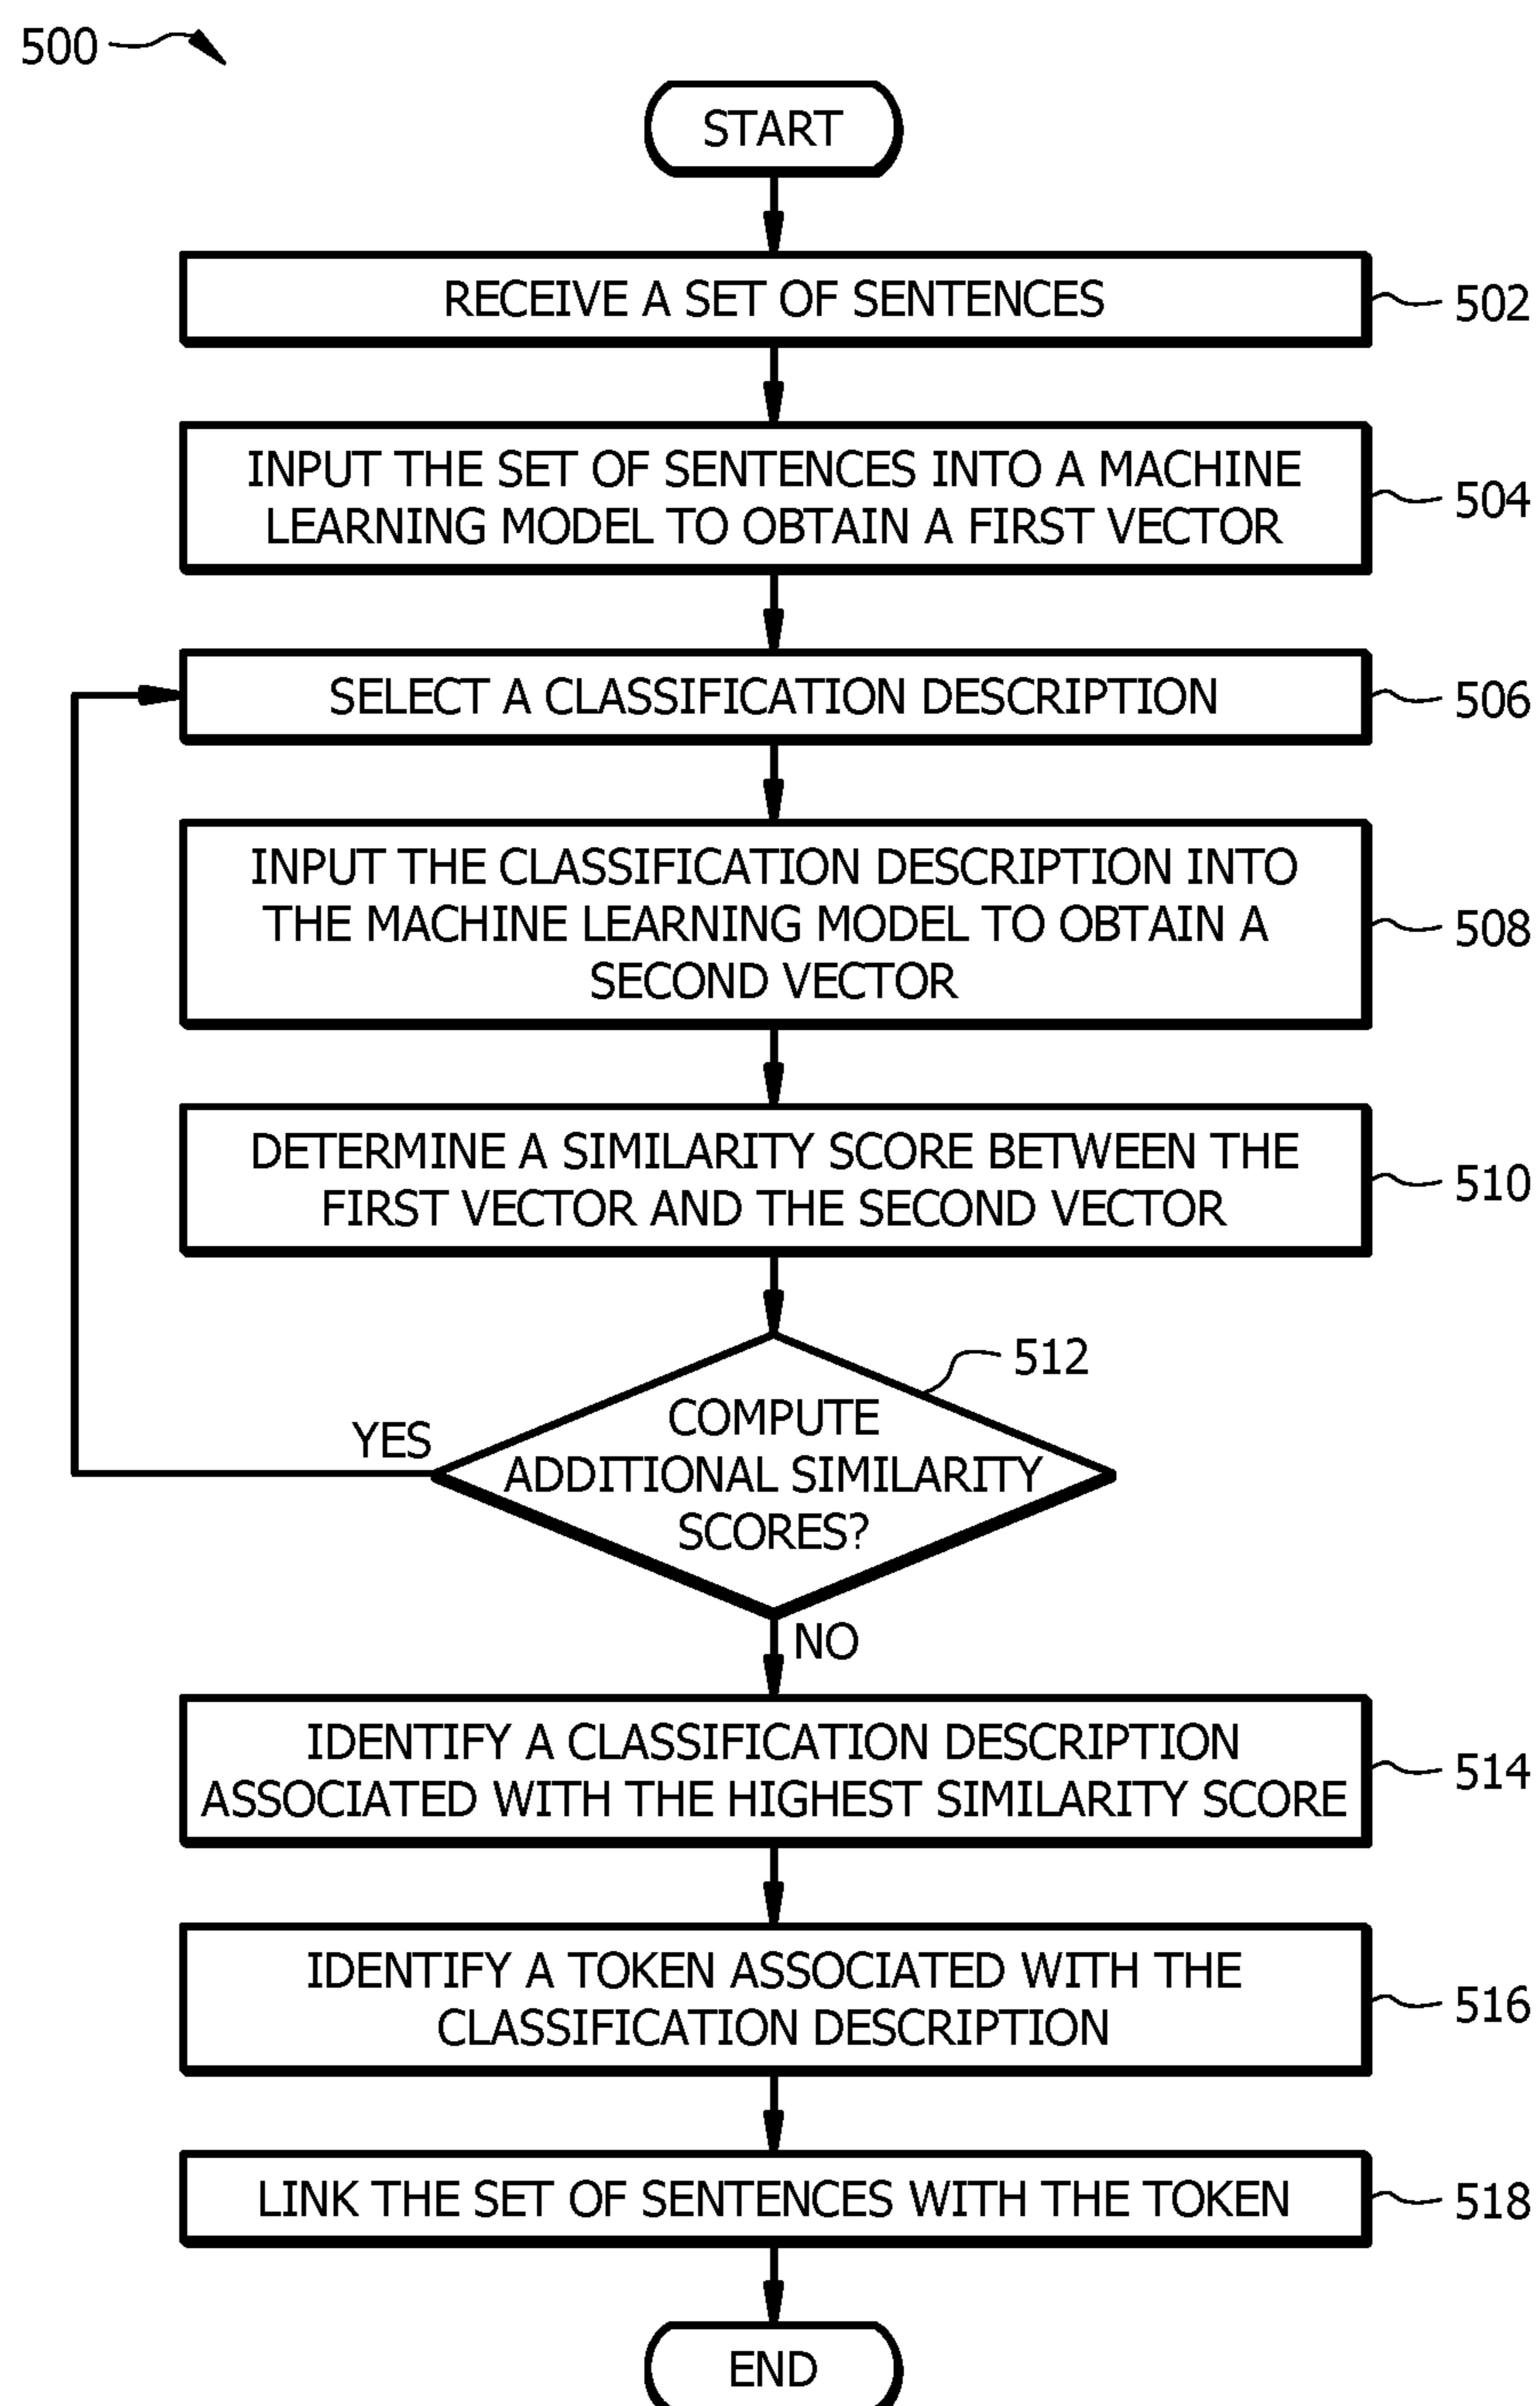 500
START
RECEIVE A SET OF SENTENCES
502
INPUT THE SET OF SENTENCES INTO A MACHINE
LEARNING MODEL TO OBTAIN A FIRST VECTOR
504
SELECT A CLASSIFICATION DESCRIPTION
506
INPUT THE CLASSIFICATION DESCRIPTION INTO
THE MACHINE LEARNING MODEL TO OBTAIN A
SECOND VECTOR
508
DETERMINE A SIMILARITY SCORE BETWEEN THE
FIRST VECTOR AND THE SECOND VECTOR
510
512
COMPUTE
ADDITIONAL SIMILARITY
SCORES?
YES
NO
IDENTIFY A CLASSIFICATION DESCRIPTION
ASSOCIATED WITH THE HIGHEST SIMILARITY SCORE
514
IDENTIFY A TOKEN ASSOCIATED WITH THE
CLASSIFICATION DESCRIPTION
516
LINK THE SET OF SENTENCES WITH THE TOKEN
518
END